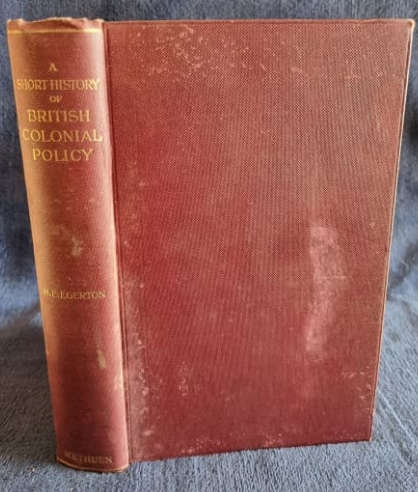 A
SHORT HISTORY
OF
BRITISH
COLONIAL
POLICY
H.E.EGERTON
METHUEN